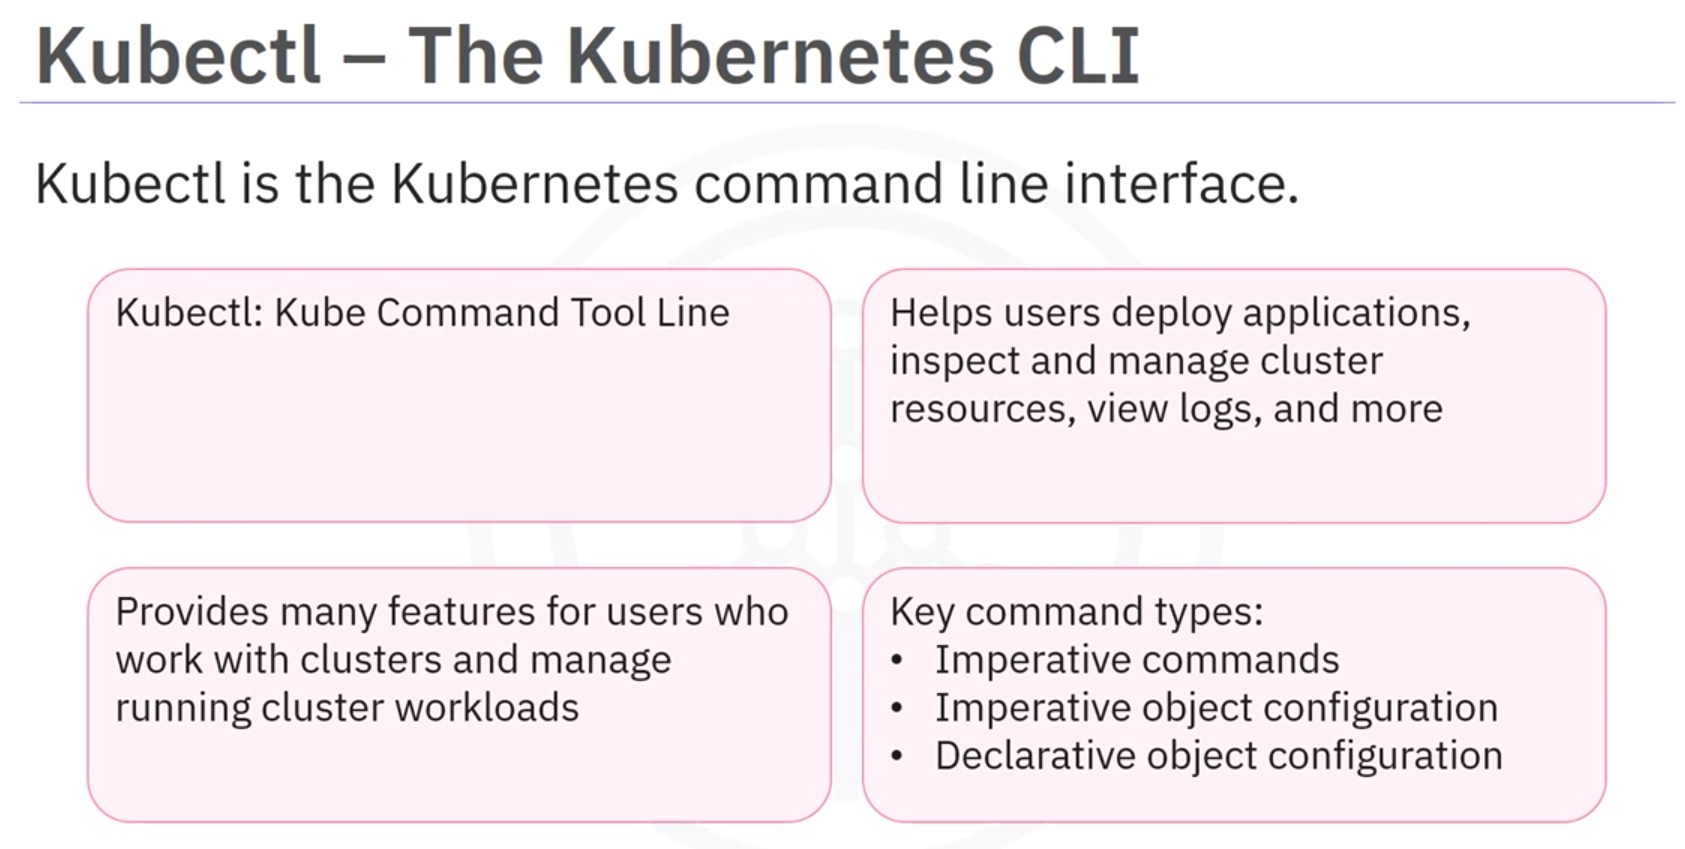 Kubectl – The Kubernetes CLI
Kubectl is the Kubernetes command line interface.
Kubectl: Kube Command Tool Line
Helps users deploy applications,
inspect and manage cluster
resources, view logs, and more
Provides many features for users who
work with clusters and manage
running cluster workloads
Key command types:
• Imperative commands
• Imperative object configuration
• Declarative object configuration